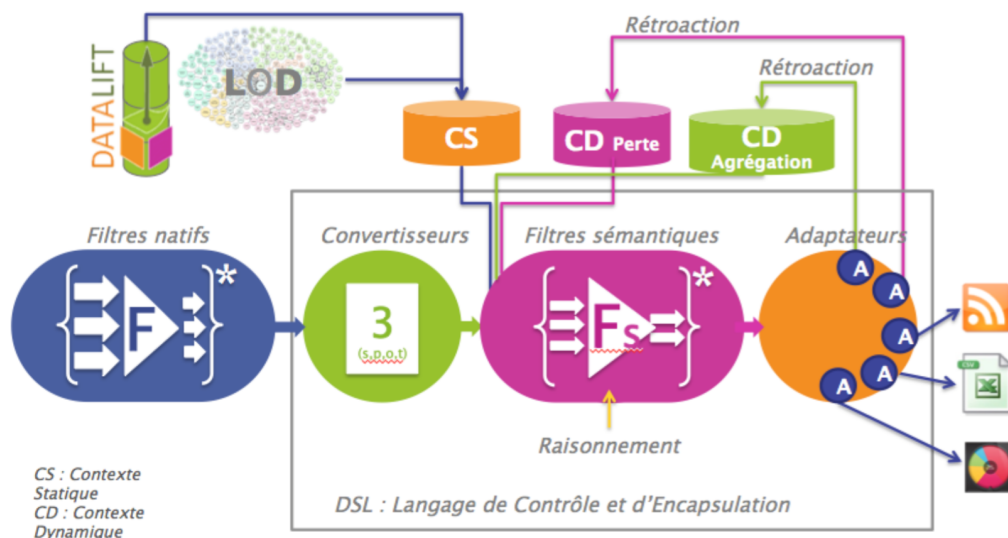 Rétroaction
Rétroaction
DATALIFT
LOD
CS
CD Perte
CD
Agrégation
Filtres natifs
Convertisseurs
Filtres sémantiques
Adaptateurs
{ F }*
3
(s,p,o,t)
{ Fs }*
A
A
A
A
A
CSV
Raisonnement
CS : Contexte
Statique
CD : Contexte
Dynamique
DSL : Langage de Contrôle et d'Encapsulation